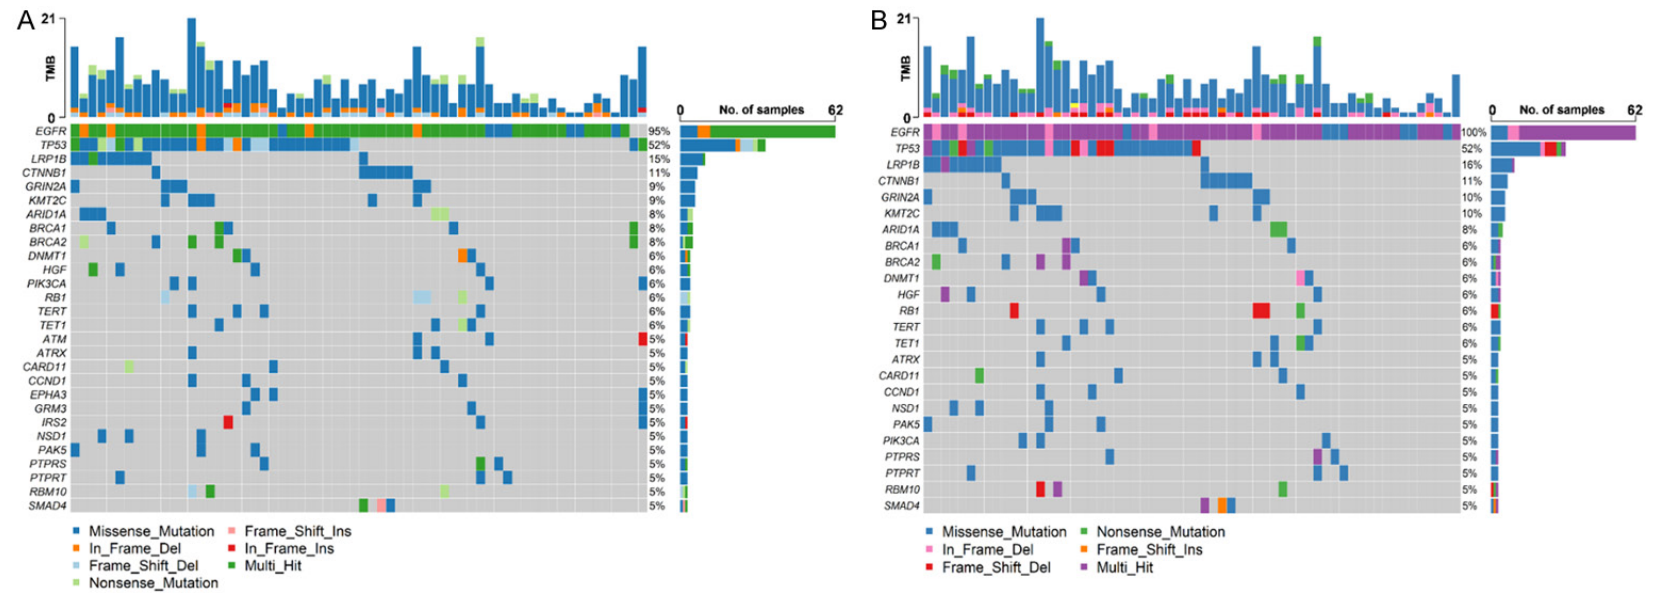 A
21
TMB
0
0 No. of samples 62
EGFR 95%
TP53 52%
LRP1B 15%
CTNNB1 11%
GRIN2A 9%
KMT2C 9%
ARID1A 8%
BRCA1 8%
BRCA2 8%
DNMT1 6%
HGF 6%
PIK3CA 6%
RB1 6%
TERT 6%
TET1 6%
ATM 5%
ATRX 5%
CARD11 5%
CCND1 5%
EPHA3 5%
GRM3 5%
IRS2 5%
NSD1 5%
PAK5 5%
PTPRS 5%
PTPRT 5%
RBM10 5%
SMAD4 5%
Missense_Mutation Frame_Shift_Ins
In_Frame_Del In_Frame_Ins
Frame_Shift_Del Multi_Hit
Nonsense_Mutation
B
21
TMB
0
0 No. of samples 62
EGFR 100%
TP53 52%
LRP1B 16%
CTNNB1 11%
GRIN2A 10%
KMT2C 10%
ARID1A 8%
BRCA1 6%
BRCA2 6%
DNMT1 6%
HGF 6%
RB1 6%
TERT 6%
TET1 6%
ATRX 5%
CARD11 5%
CCND1 5%
NSD1 5%
PAK5 5%
PIK3CA 5%
PTPRS 5%
PTPRT 5%
RBM10 5%
SMAD4 5%
Missense_Mutation Nonsense_Mutation
In_Frame_Del Frame_Shift_Ins
Frame_Shift_Del Multi_Hit